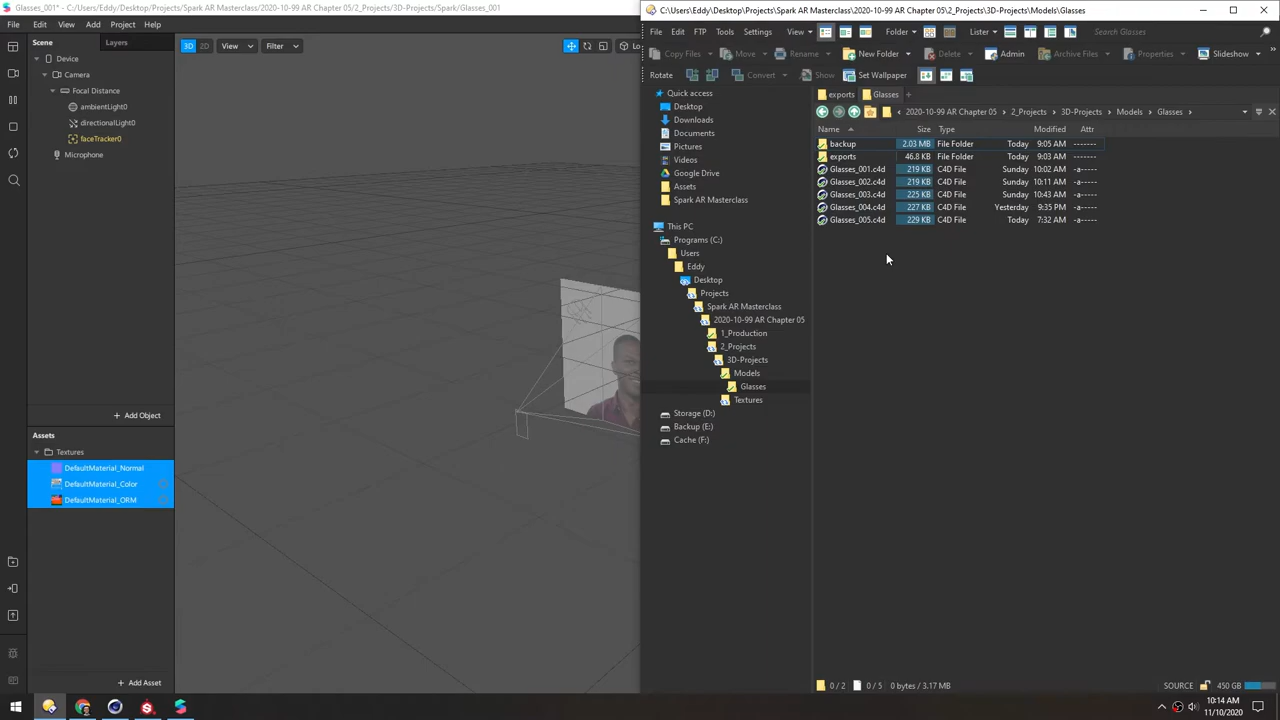 Glasses_001* - C:/Users/Eddy/Desktop/Projects/Spark AR Masterclass/2020-10-99 AR Chapter 05/2_Projects/3D-Projects/Spark/Glasses_001
File Edit View Add Project Help
Scene Layers
Device
Camera
Focal Distance
ambientLight0
directionalLight0
faceTracker0
Microphone
+ Add Object
Assets
Textures
DefaultMaterial_Normal
DefaultMaterial_Color
DefaultMaterial_ORM
+ Add Asset
3D 2D View Filter Lo
C:\Users\Eddy\Desktop\Projects\Spark AR Masterclass\2020-10-99 AR Chapter 05\2_Projects\3D-Projects\Models\Glasses
File Edit FTP Tools Settings View Folder Lister Search Glasses
Copy Files Move Rename New Folder Delete Admin Archive Files Properties Slideshow
Rotate Convert Show Set Wallpaper
exports Glasses +
2020-10-99 AR Chapter 05 2_Projects 3D-Projects Models Glasses
Quick access
Desktop
Downloads
Documents
Pictures
Videos
Google Drive
Assets
Spark AR Masterclass
This PC
Programs (C:)
Users
Eddy
Desktop
Projects
Spark AR Masterclass
2020-10-99 AR Chapter 05
1_Production
2_Projects
3D-Projects
Models
Glasses
Textures
Storage (D:)
Backup (E:)
Cache (F:)
Name Size Type Modified Attr
backup 2.03 MB File Folder Today 9:05 AM -------
exports 46.8 KB File Folder Today 9:03 AM -------
Glasses_001.c4d 219 KB C4D File Sunday 10:02 AM -a-----
Glasses_002.c4d 219 KB C4D File Sunday 10:11 AM -a-----
Glasses_003.c4d 225 KB C4D File Sunday 10:43 AM -a-----
Glasses_004.c4d 227 KB C4D File Yesterday 9:35 PM -a-----
Glasses_005.c4d 229 KB C4D File Today 7:32 AM -a-----
0 / 2 0 / 5 0 bytes / 3.17 MB SOURCE 450 GB
10:14 AM
11/10/2020